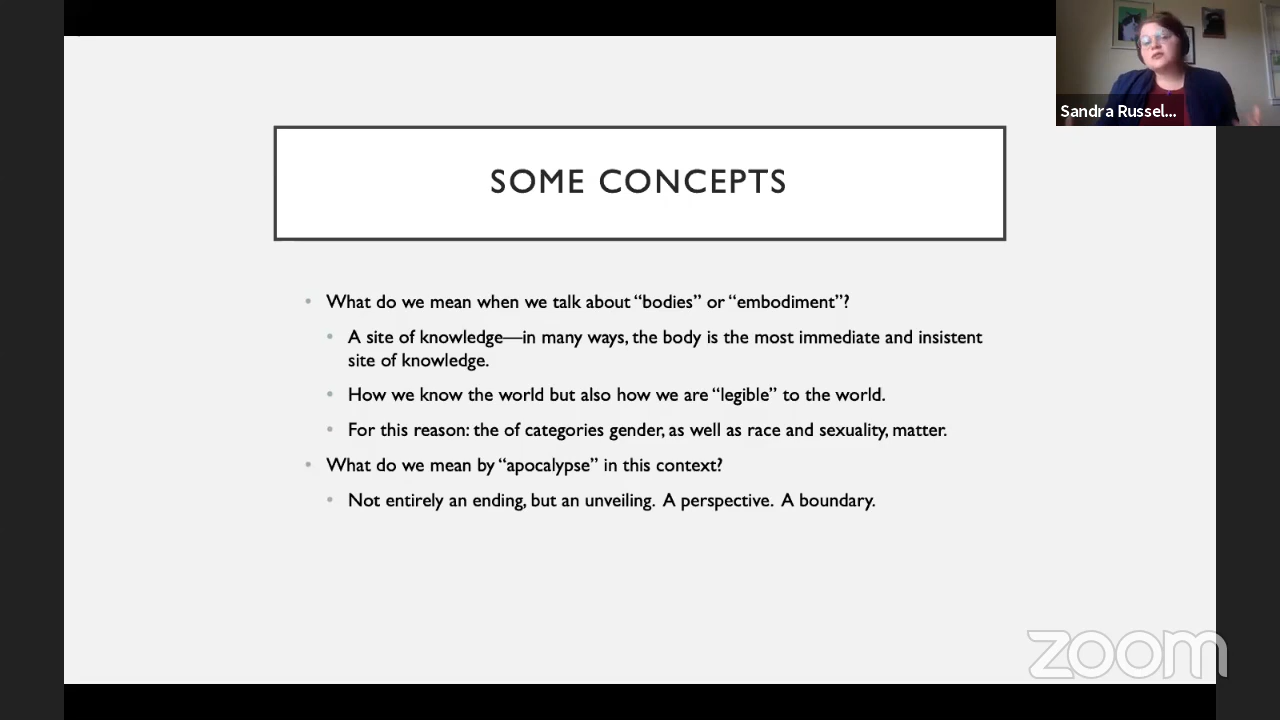 Sandra Russel...
SOME CONCEPTS
• What do we mean when we talk about “bodies” or “embodiment”?
• A site of knowledge—in many ways, the body is the most immediate and insistent
site of knowledge.
• How we know the world but also how we are “legible” to the world.
• For this reason: the of categories gender, as well as race and sexuality, matter.
• What do we mean by “apocalypse” in this context?
• Not entirely an ending, but an unveiling. A perspective. A boundary.
zoom